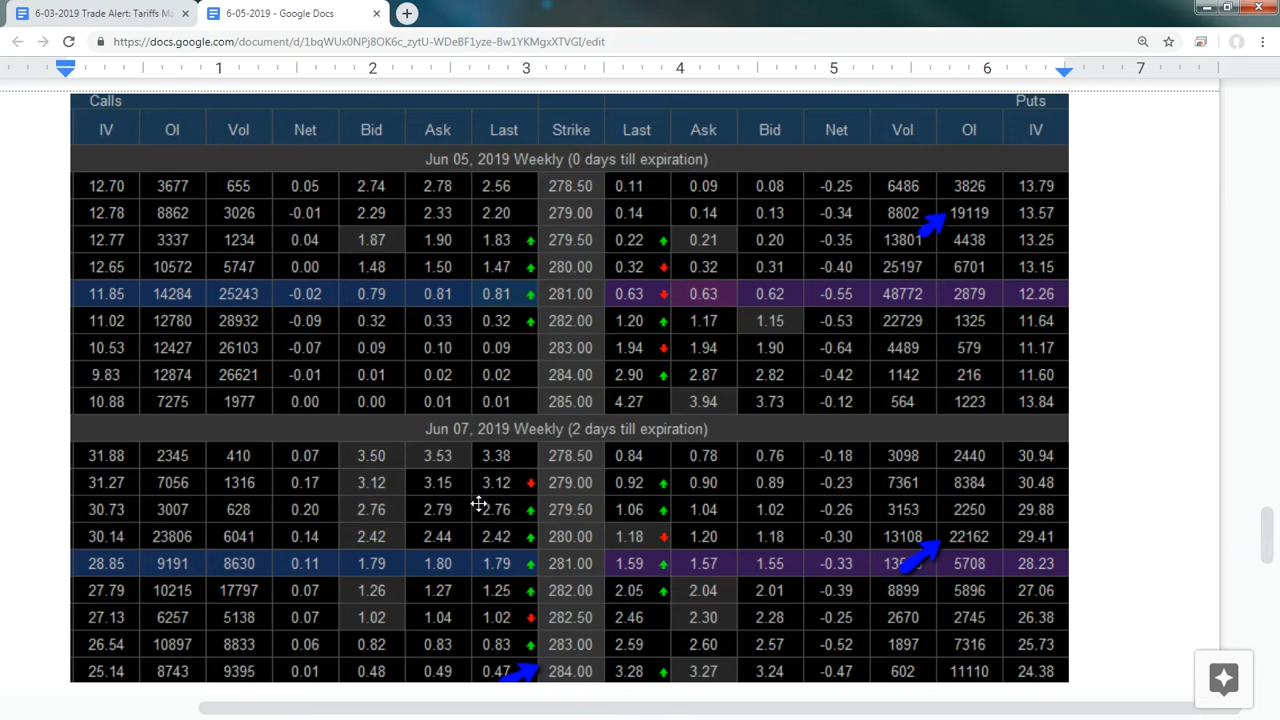 6-03-2019 Trade Alert: Tariffs Ma
6-05-2019 - Google Docs
https://docs.google.com/document/d/1bqWUx0NPj8OK6c_zytU-WDeBF1yze-Bw1YKMgxXTVGI/edit
1 2 3 4 5 6 7
Calls Puts
IV OI Vol Net Bid Ask Last Strike Last Ask Bid Net Vol OI IV
Jun 05, 2019 Weekly (0 days till expiration)
12.70 3677 655 0.05 2.74 2.78 2.56 278.50 0.11 0.09 0.08 -0.25 6486 3826 13.79
12.78 8862 3026 -0.01 2.29 2.33 2.20 279.00 0.14 0.14 0.13 -0.34 8802 19119 13.57
12.77 3337 1234 0.04 1.87 1.90 1.83 279.50 0.22 0.21 0.20 -0.35 13801 4438 13.25
12.65 10572 5747 0.00 1.48 1.50 1.47 280.00 0.32 0.32 0.31 -0.40 25197 6701 13.15
11.85 14284 25243 -0.02 0.79 0.81 0.81 281.00 0.63 0.63 0.62 -0.55 48772 2879 12.26
11.02 12780 28932 -0.09 0.32 0.33 0.32 282.00 1.20 1.17 1.15 -0.53 22729 1325 11.64
10.53 12427 26103 -0.07 0.09 0.10 0.09 283.00 1.94 1.94 1.90 -0.64 4489 579 11.17
9.83 12874 26621 -0.01 0.01 0.02 0.02 284.00 2.90 2.87 2.82 -0.42 1142 216 11.60
10.88 7275 1977 0.00 0.00 0.01 0.01 285.00 4.27 3.94 3.73 -0.12 564 1223 13.84
Jun 07, 2019 Weekly (2 days till expiration)
31.88 2345 410 0.07 3.50 3.53 3.38 278.50 0.84 0.78 0.76 -0.18 3098 2440 30.94
31.27 7056 1316 0.17 3.12 3.15 3.12 279.00 0.92 0.90 0.89 -0.23 7361 8384 30.48
30.73 3007 628 0.20 2.76 2.79 2.76 279.50 1.06 1.04 1.02 -0.26 3153 2250 29.88
30.14 23806 6041 0.14 2.42 2.44 2.42 280.00 1.18 1.20 1.18 -0.30 13108 22162 29.41
28.85 9191 8630 0.11 1.79 1.80 1.79 281.00 1.59 1.57 1.55 -0.33 5708 28.23
27.79 10215 17797 0.07 1.26 1.27 1.25 282.00 2.05 2.04 2.01 -0.39 8899 5896 27.06
27.13 6257 5138 0.07 1.02 1.04 1.02 282.50 2.46 2.30 2.28 -0.25 2670 2745 26.38
26.54 10897 8833 0.06 0.82 0.83 0.83 283.00 2.59 2.60 2.57 -0.52 1897 7316 25.73
25.14 8743 9395 0.01 0.48 0.49 0.47 284.00 3.28 3.27 3.24 -0.47 602 11110 24.38